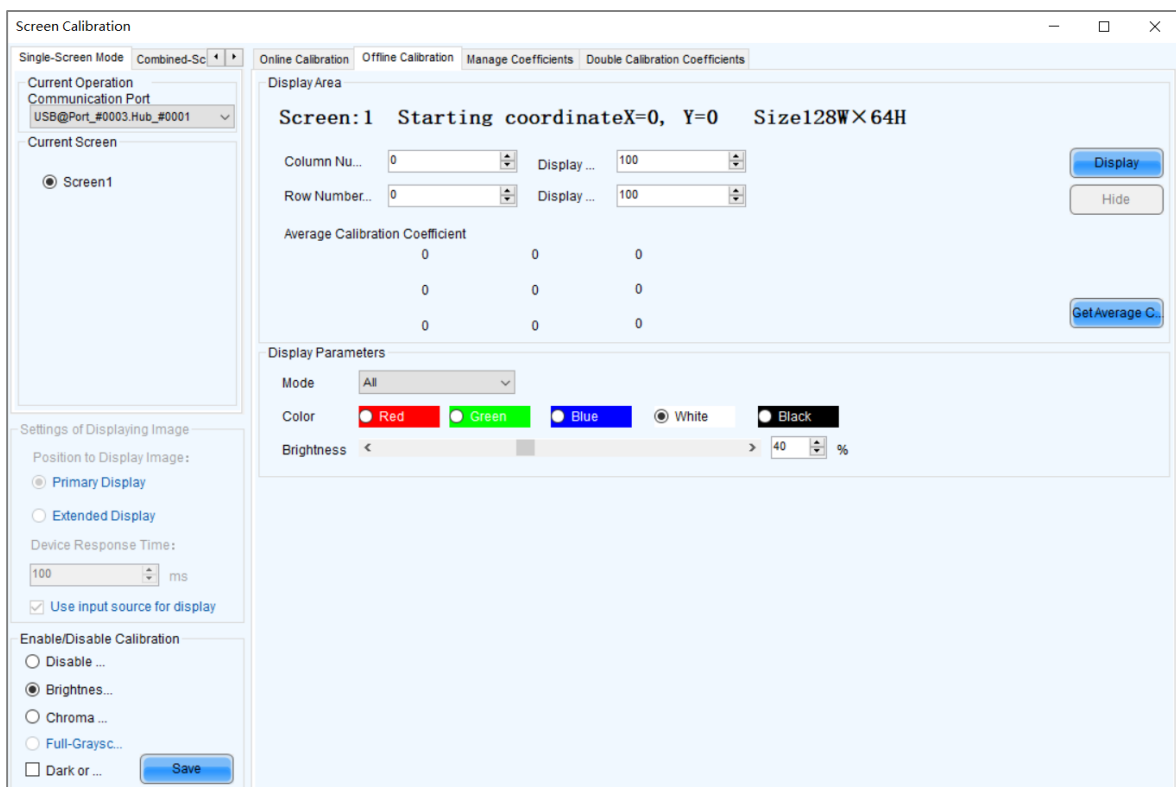 Screen Calibration
Single-Screen Mode
Combined-Sc
Current Operation
Communication Port
USB@Port_#0003.Hub_#0001
Current Screen
Screen1
Settings of Displaying Image
Position to Display Image:
Primary Display
Extended Display
Device Response Time:
100 ms
Use input source for display
Enable/Disable Calibration
Disable ...
Brightnes...
Chroma ...
Full-Graysc...
Dark or ... Save
Online Calibration Offline Calibration Manage Coefficients Double Calibration Coefficients
Display Area
Screen:1 Starting coordinateX=0, Y=0 Size128W×64H
Column Nu... 0 Display ... 100 Display
Row Number... 0 Display ... 100 Hide
Average Calibration Coefficient
0 0 0
0 0 0
0 0 0
Get Average C...
Display Parameters
Mode All
Color Red Green Blue White Black
Brightness < > 40 %